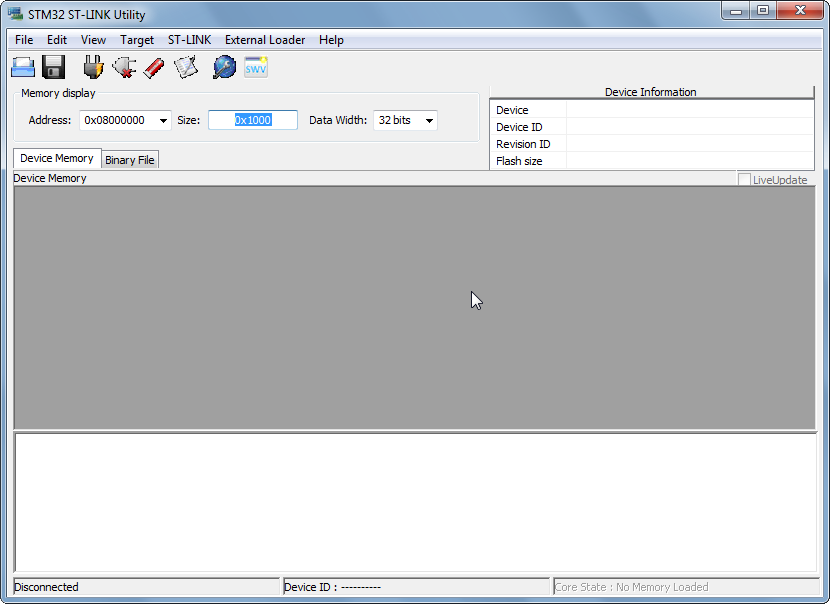 STM32 ST-LINK Utility
File Edit View Target ST-LINK External Loader Help
SWV
Memory display
Address: 0x08000000 Size: 0x1000 Data Width: 32 bits
Device Information
Device
Device ID
Revision ID
Flash size
Device Memory Binary File
Device Memory
LiveUpdate
Disconnected
Device ID : ----------
Core State : No Memory Loaded